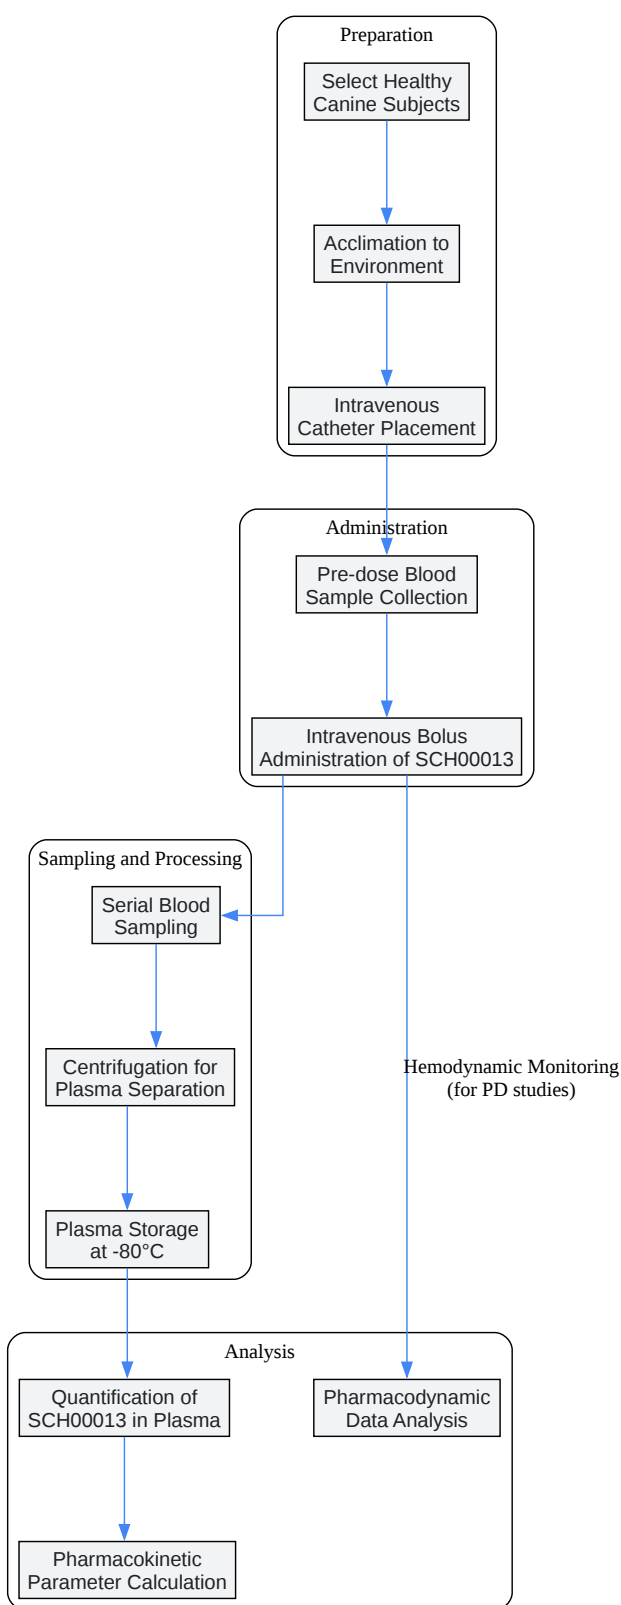 Preparation
Select Healthy
Canine Subjects
Acclimation to
Environment
Intravenous
Catheter Placement
Administration
Pre-dose Blood
Sample Collection
Intravenous Bolus
Administration of SCH00013
Sampling and Processing
Serial Blood
Sampling
Centrifugation for
Plasma Separation
Hemodynamic Monitoring
(for PD studies)
Plasma Storage
at -80°C
Analysis
Quantification of
SCH00013 in Plasma
Pharmacodynamic
Data Analysis
Pharmacokinetic
Parameter Calculation